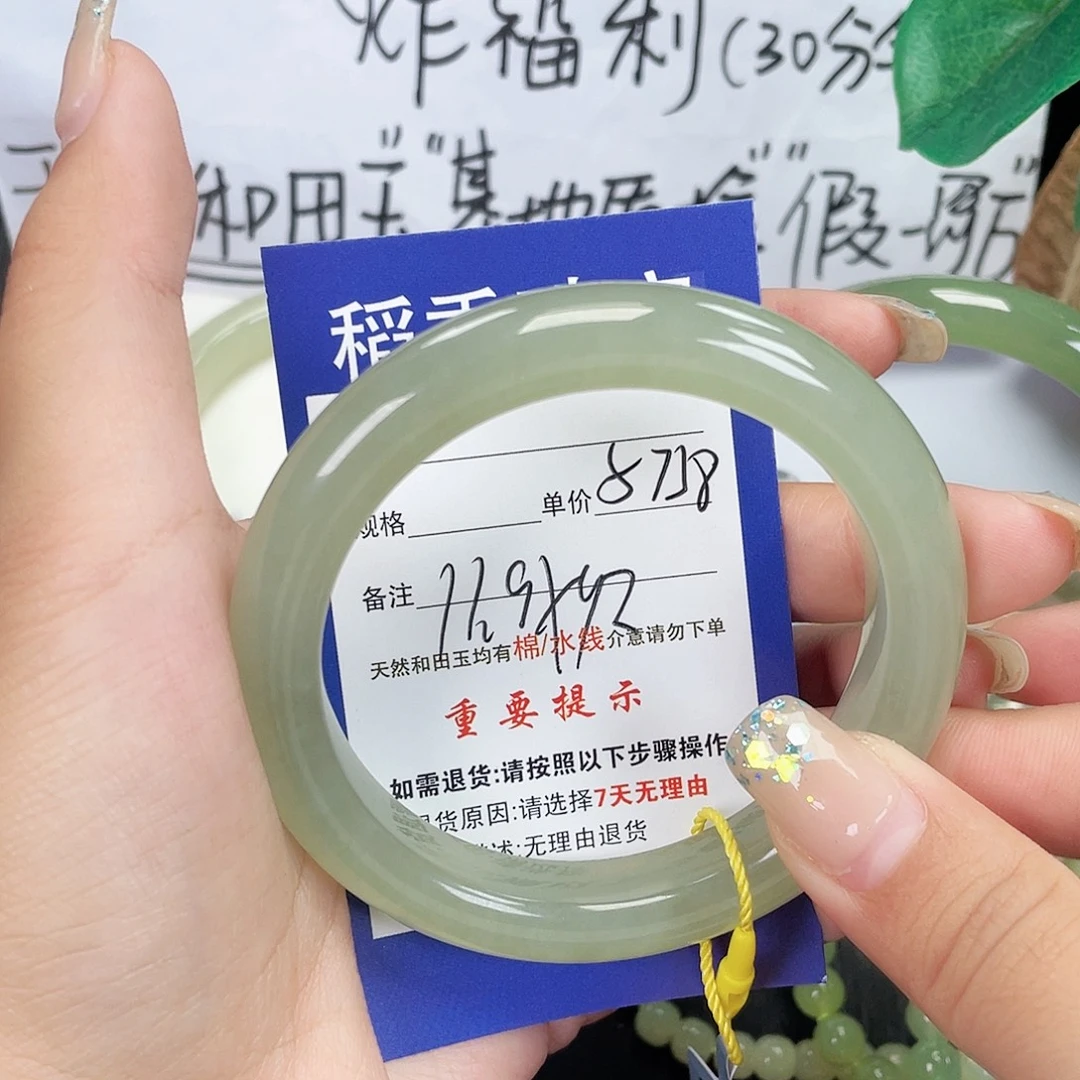 炸福利(30分
和田玉"基地 "假一
稻香
单价 8738
规格
备注
天然和田玉均有棉/水线介意请勿下单
重要提示
如需退货:请按照以下步骤操作
货原因:请选择7天无理由
述:无理由退货